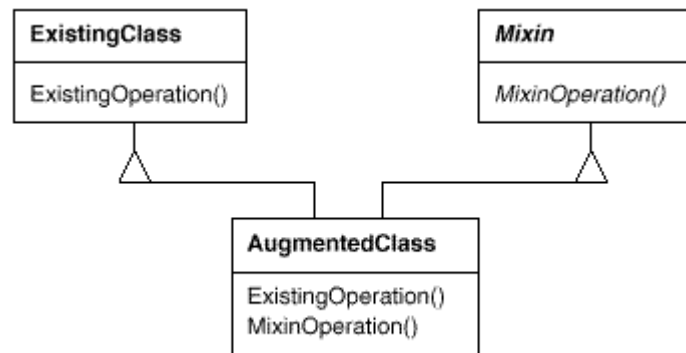 ExistingClass
ExistingOperation()
Mixin
MixinOperation()
AugmentedClass
ExistingOperation()
MixinOperation()